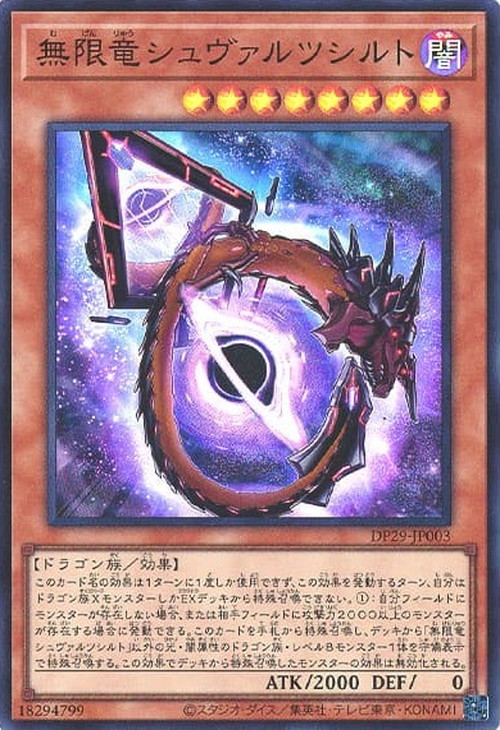 無限竜シュヴァルツシルト
闇
DP29-JP003
【ドラゴン族／効果】
このカード名の効果は1ターンに1度しか使用できず、この効果を発動するターン、自分は
ドラゴン族XモンスターしかEXデッキから特殊召喚できない。①：自分フィールドに
モンスターが存在しない場合、または相手フィールドに攻撃力2000以上のモンスター
が存在する場合に発動できる。このカードを手札から特殊召喚し、デッキから「無限竜
シュヴァルツシルト」以外の光・闇属性のドラゴン族・レベル8モンスター1体を守備表示
で特殊召喚する。この効果でデッキから特殊召喚したモンスターの効果は無効化される。
ATK/2000 DEF/ 0
18294799 ©スタジオ・ダイス／集英社・テレビ東京・KONAMI